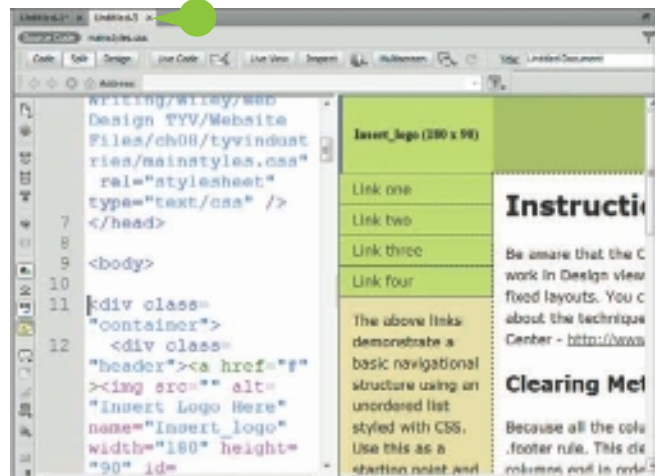 Untitled-5
Source Code mainstyles.css
Code Split Design Live Code Live View Inspect Multiscreen Title: Untitled Document
Address:
Writing/Wiley/Web
Design TYV/Website
Files/ch08/tyvindust
ries/mainstyles.css"
rel="stylesheet"
type="text/css" />
7 </head>
8
9 <body>
10
11 <div class=
"container">
12 <div class=
"header"><a href="#"
><img src="" alt=
"Insert Logo Here"
name="Insert_logo"
width="180" height=
"90" id=
Insert_logo (180 x 90)
Link one
Link two
Link three
Link four
The above links
demonstrate a
basic navigational
structure using an
unordered list
styled with CSS.
Use this as a
starting point and
Instructi
Be aware that the C
work in Design view
fixed layouts. You c
about the technique
Center - http://www
Clearing Met
Because all the colu
.footer rule. This cle
columns end in orde